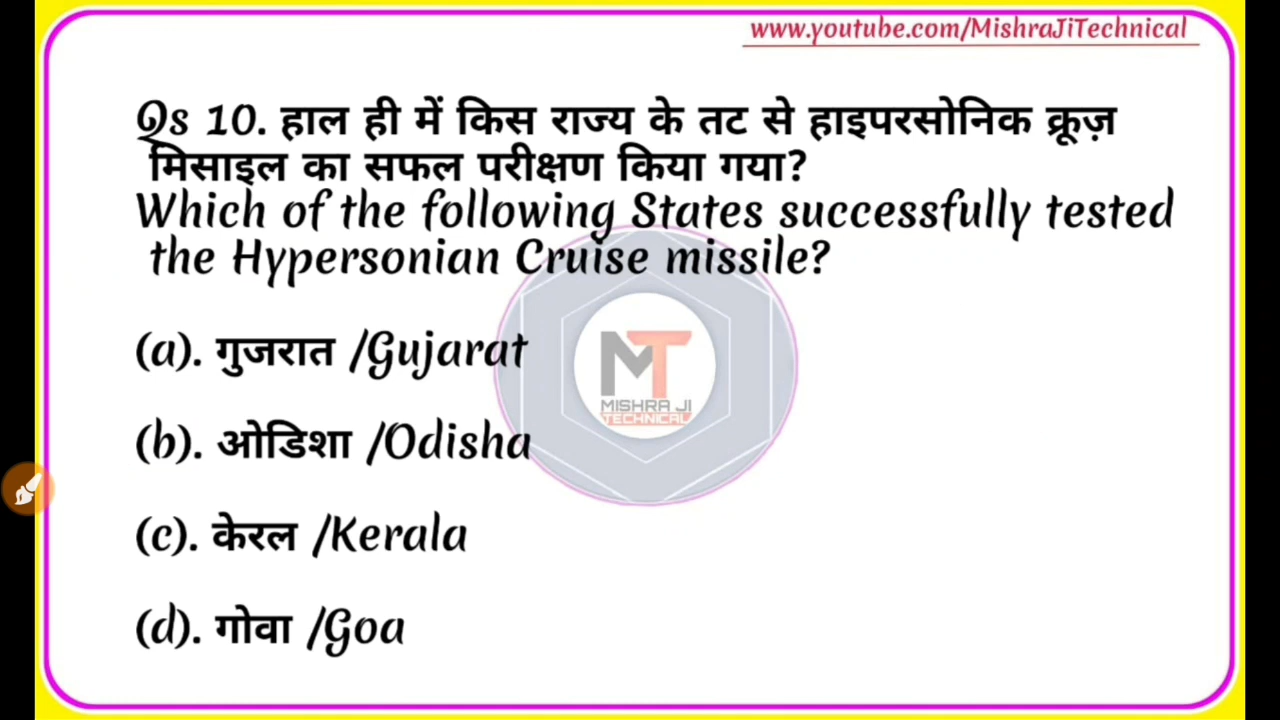 www.youtube.com/MishraJiTechnical
Qs 10. हाल ही में किस राज्य के तट से हाइपरसोनिक क्रूज़
मिसाइल का सफल परीक्षण किया गया?
Which of the following States successfully tested
the Hypersonian Cruise missile?
(a). गुजरात /Gujarat
MT
MISHRA JI
TECHNICAL
(b). ओडिशा /Odisha
(c). केरल /Kerala
(d). गोवा /Goa